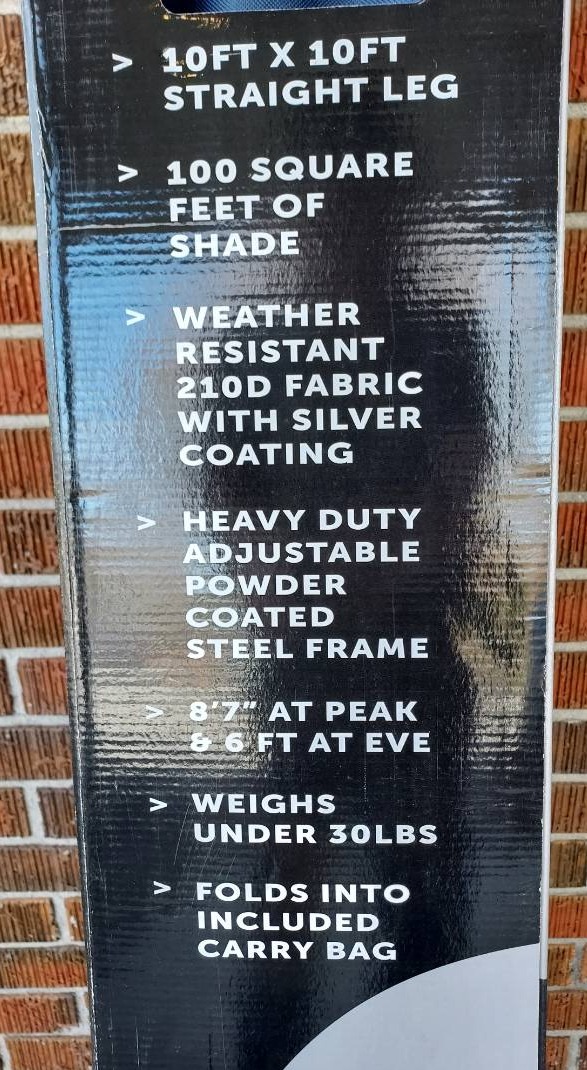 > 10FT X 10FT
STRAIGHT LEG
> 100 SQUARE
FEET OF
SHADE
> WEATHER
RESISTANT
210D FABRIC
WITH SILVER
COATING
> HEAVY DUTY
ADJUSTABLE
POWDER
COATED
STEEL FRAME
> 8'7" AT PEAK
& 6 FT AT EVE
> WEIGHS
UNDER 30LBS
> FOLDS INTO
INCLUDED
CARRY BAG